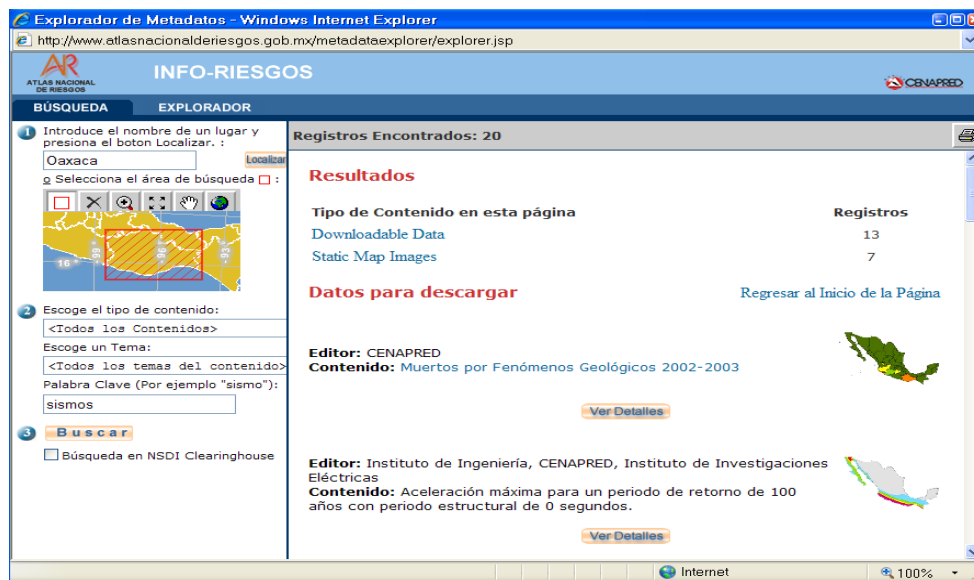 Explorador de Metadatos - Windows Internet Explorer
http://www.atlasnacionalderiesgos.gob.mx/metadataexplorer/explorer.jsp
AR
ATLAS NACIONAL
DE RIESGOS
INFO-RIESGOS
CENAPRED
BÚSQUEDA
EXPLORADOR
1 Introduce el nombre de un lugar y
presiona el boton Localizar. :
Oaxaca
Localizar
o Selecciona el área de búsqueda :
99°
96°
93°
16°
2 Escoge el tipo de contenido:
<Todos los Contenidos>
Escoge un Tema:
<Todos los temas del contenido>
Palabra Clave (Por ejemplo "sismo"):
sismos
3 Buscar
Búsqueda en NSDI Clearinghouse
Registros Encontrados: 20
Resultados
Tipo de Contenido en esta página Registros
Downloadable Data 13
Static Map Images 7
Datos para descargar Regresar al Inicio de la Página
Editor: CENAPRED
Contenido: Muertos por Fenómenos Geológicos 2002-2003
Ver Detalles
Editor: Instituto de Ingeniería, CENAPRED, Instituto de Investigaciones
Eléctricas
Contenido: Aceleración máxima para un periodo de retorno de 100
años con periodo estructural de 0 segundos.
Ver Detalles
Internet
100%